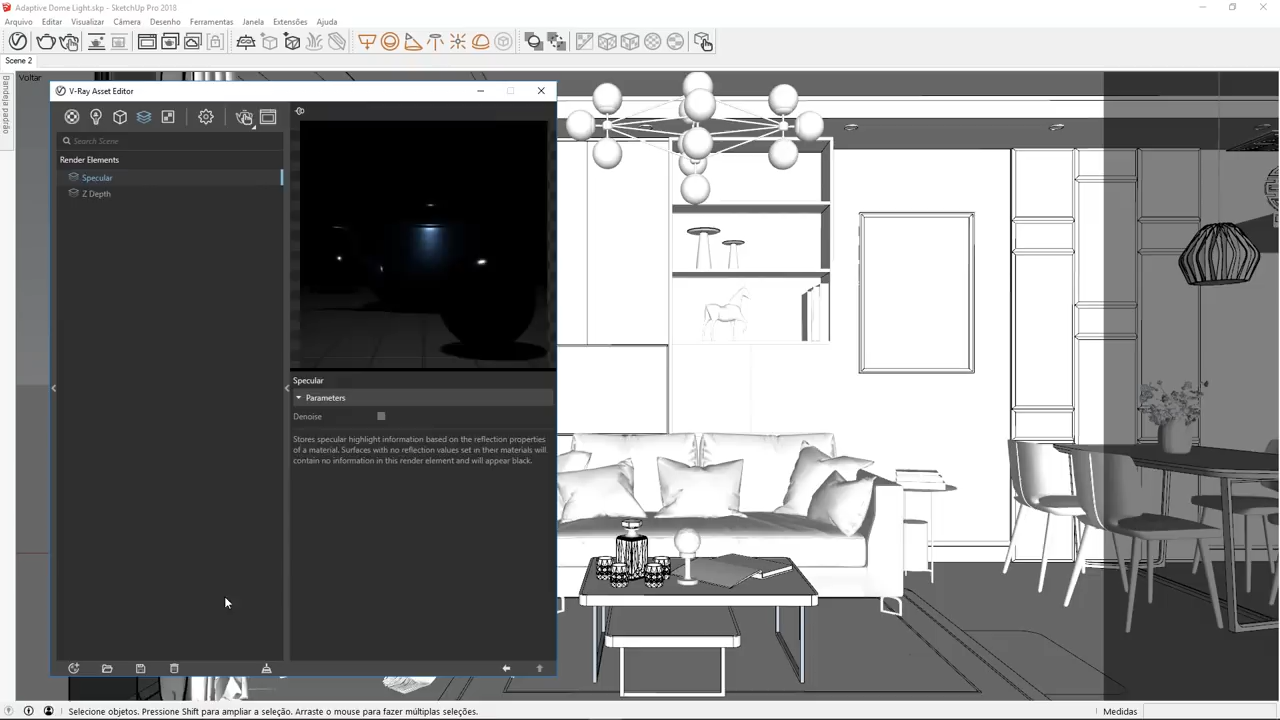 Adaptive Dome Light.skp - SketchUp Pro 2018
Arquivo Editar Visualizar Câmera Desenho Ferramentas Janela Extensões Ajuda
Scene 2
Voltar
Bandeja padrão
V-Ray Asset Editor
Search Scene
Render Elements
Specular
Z Depth
Specular
Parameters
Denoise
Stores specular highlight information based on the reflection properties
of a material. Surfaces with no reflection values set in their materials will
contain no information in this render element and will appear black.
Selecione objetos. Pressione Shift para ampliar a seleção. Arraste o mouse para fazer múltiplas seleções.
Medidas